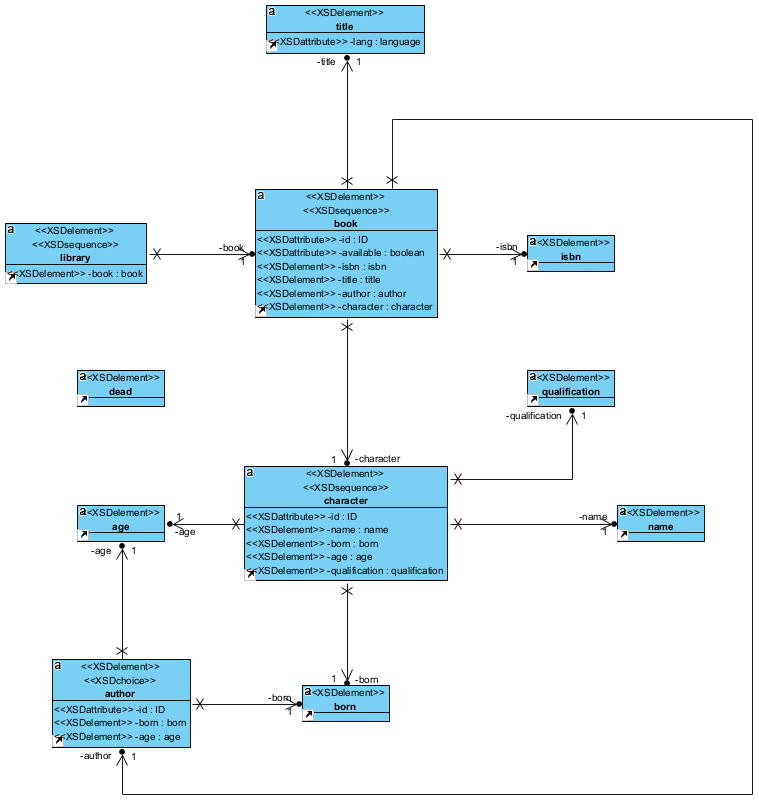 a
<<XSDelement>>
title
<<XSDattribute>> -lang : language
-title 1
a
<<XSDelement>>
<<XSDsequence>>
book
<<XSDattribute>> -id : ID
<<XSDattribute>> -available : boolean
<<XSDelement>> -isbn : isbn
<<XSDelement>> -title : title
<<XSDelement>> -author : author
<<XSDelement>> -character : character
a
<<XSDelement>>
<<XSDsequence>>
library
<<XSDelement>> -book : book
-book
1
-isbn
1
a <<XSDelement>>
isbn
a <<XSDelement>>
dead
a <<XSDelement>>
qualification
-qualification 1
1 -character
a
<<XSDelement>>
<<XSDsequence>>
character
<<XSDattribute>> -id : ID
<<XSDelement>> -name : name
<<XSDelement>> -born : born
<<XSDelement>> -age : age
<<XSDelement>> -qualification : qualification
a <<XSDelement>>
age
1
-age
-name
1
a <<XSDelement>>
name
-age 1
a
<<XSDelement>>
<<XSDchoice>>
author
<<XSDattribute>> -id : ID
<<XSDelement>> -born : born
<<XSDelement>> -age : age
1 -born
-born
1
a <<XSDelement>>
born
-author 1